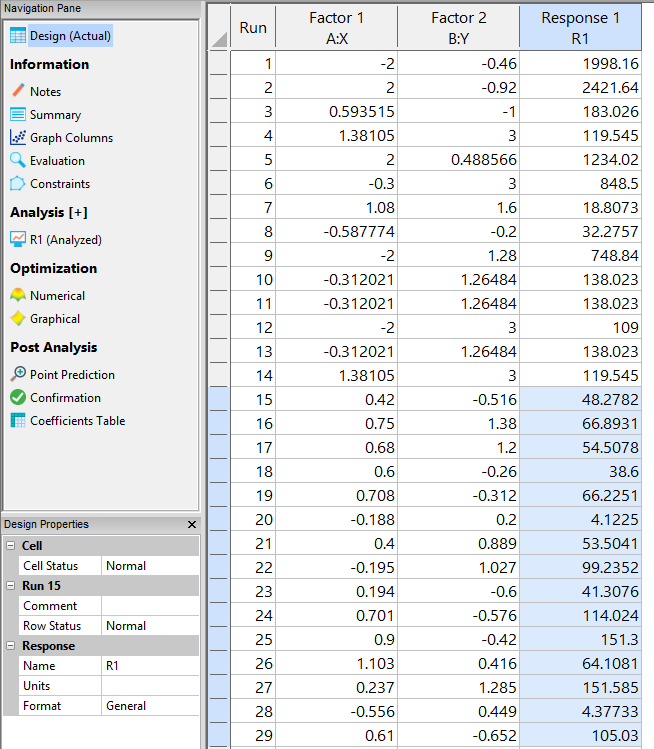 Navigation Pane
Design (Actual)
Information
Notes
Summary
Graph Columns
Evaluation
Constraints
Analysis [+]
R1 (Analyzed)
Optimization
Numerical
Graphical
Post Analysis
Point Prediction
Confirmation
Coefficients Table
Design Properties
Cell
Cell Status Normal
Run 15
Comment
Row Status Normal
Response
Name R1
Units
Format General
Run Factor 1 A:X Factor 2 B:Y Response 1 R1
1 -2 -0.46 1998.16
2 2 -0.92 2421.64
3 0.593515 -1 183.026
4 1.38105 3 119.545
5 2 0.488566 1234.02
6 -0.3 3 848.5
7 1.08 1.6 18.8073
8 -0.587774 -0.2 32.2757
9 -2 1.28 748.84
10 -0.312021 1.26484 138.023
11 -0.312021 1.26484 138.023
12 -2 3 109
13 -0.312021 1.26484 138.023
14 1.38105 3 119.545
15 0.42 -0.516 48.2782
16 0.75 1.38 66.8931
17 0.68 1.2 54.5078
18 0.6 -0.26 38.6
19 0.708 -0.312 66.2251
20 -0.188 0.2 4.1225
21 0.4 0.889 53.5041
22 -0.195 1.027 99.2352
23 0.194 -0.6 41.3076
24 0.701 -0.576 114.024
25 0.9 -0.42 151.3
26 1.103 0.416 64.1081
27 0.237 1.285 151.585
28 -0.556 0.449 4.37733
29 0.61 -0.652 105.03